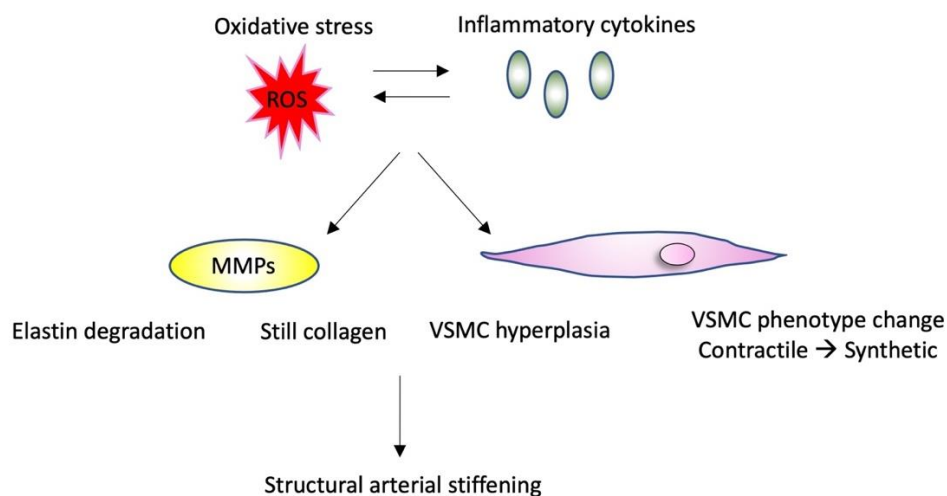 Oxidative stress
Inflammatory cytokines
ROS
MMPs
Elastin degradation
Still collagen
VSMC hyperplasia
VSMC phenotype change
Contractile → Synthetic
Structural arterial stiffening